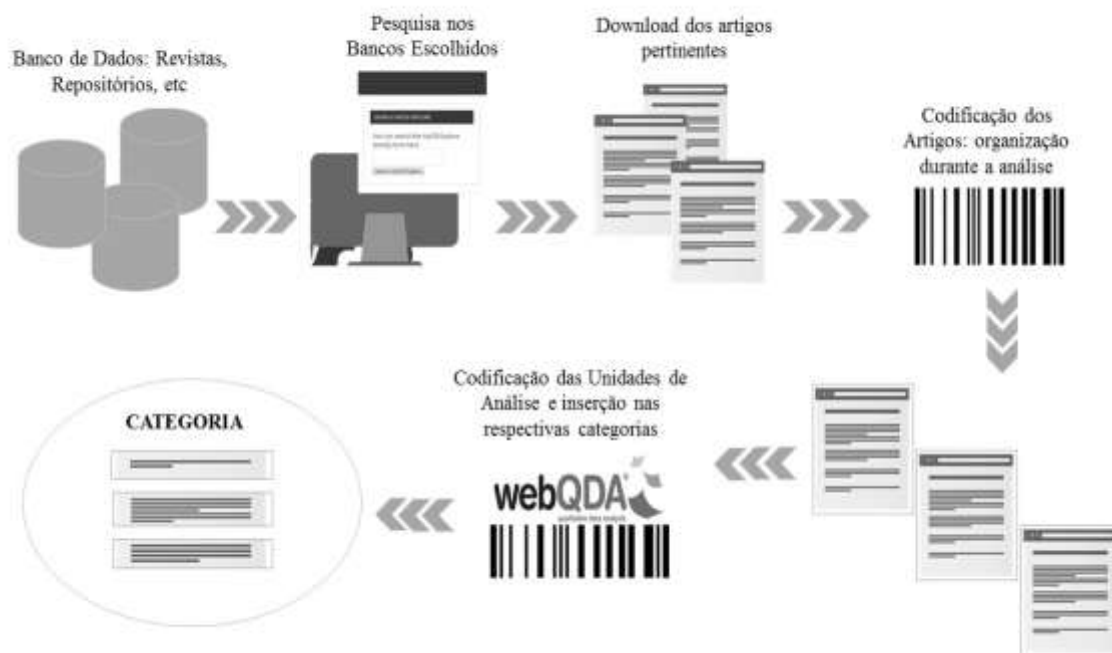 Banco de Dados: Revistas,
Repositórios, etc
Pesquisa nos
Bancos Escolhidos
Download dos artigos
pertinentes
Codificação dos
Artigos: organização
durante a análise
Codificação das Unidades de
Análise e inserção nas
respectivas categorias
webQDA
CATEGORIA